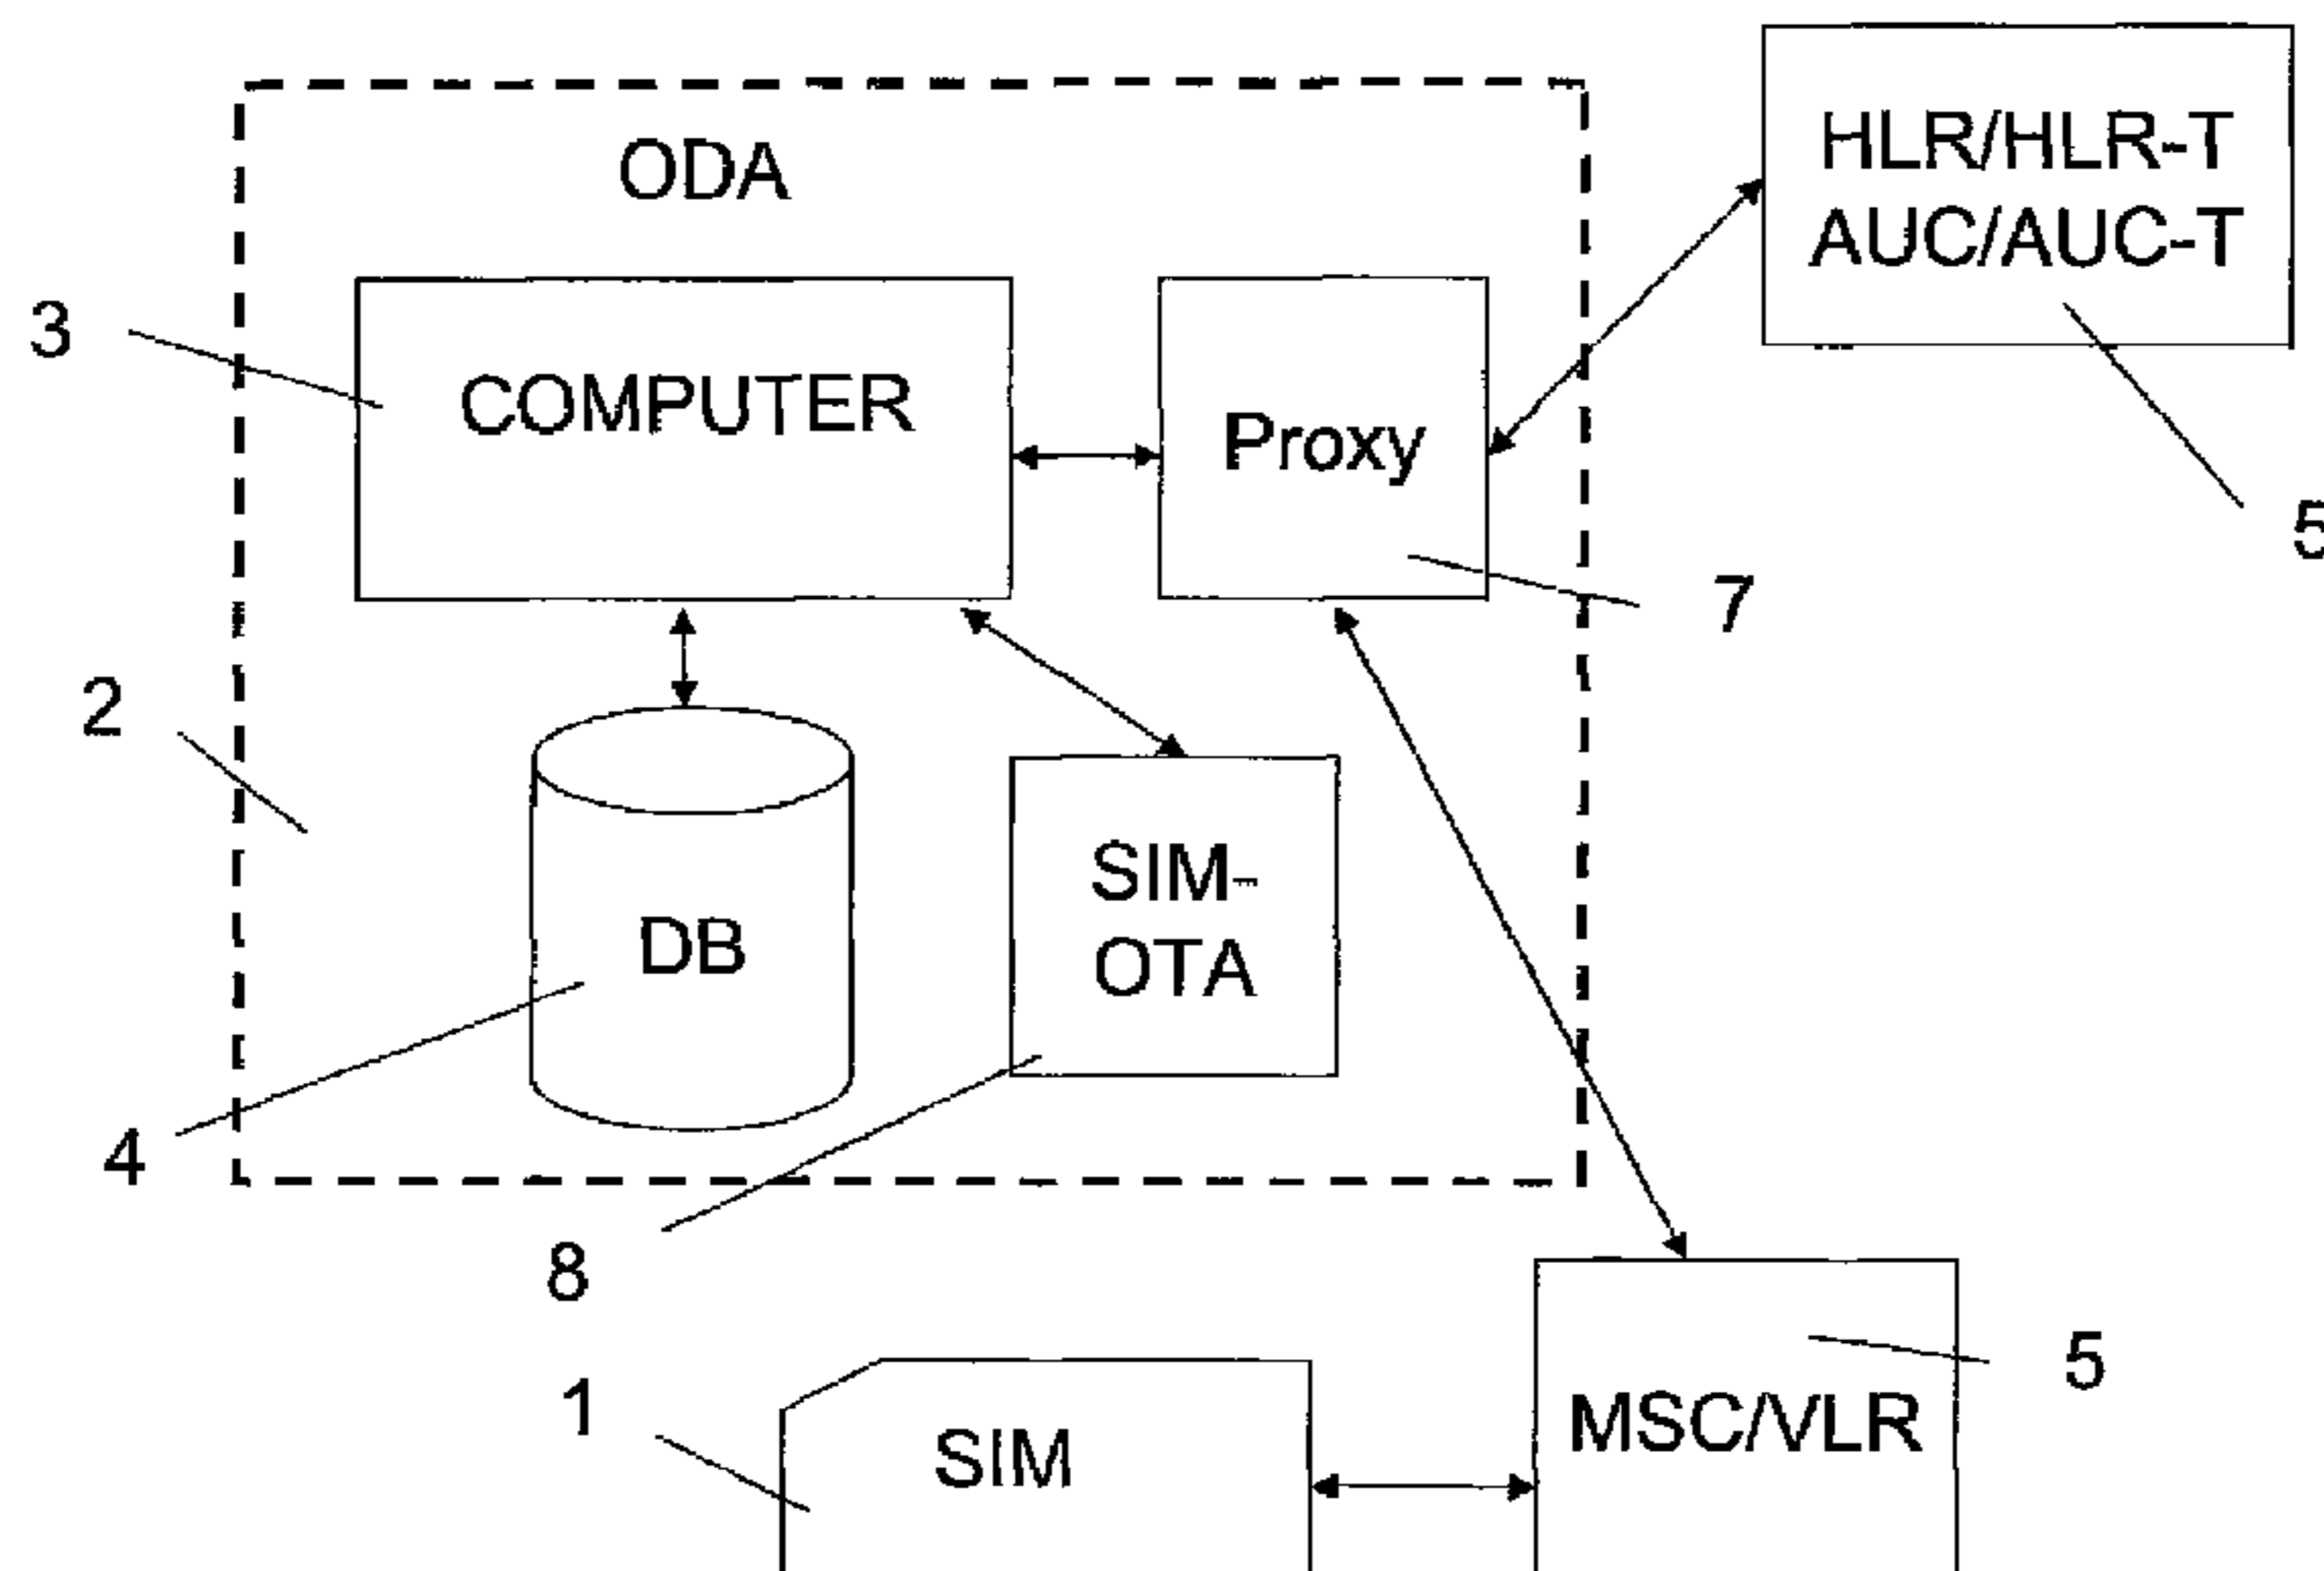 ODA
HLR/HLR-T
AUC/AUC-T
3
COMPUTER
Proxy
5
7
2
SIM-
OTA
DB
4
8
5
1
MSC/VLR
SIM